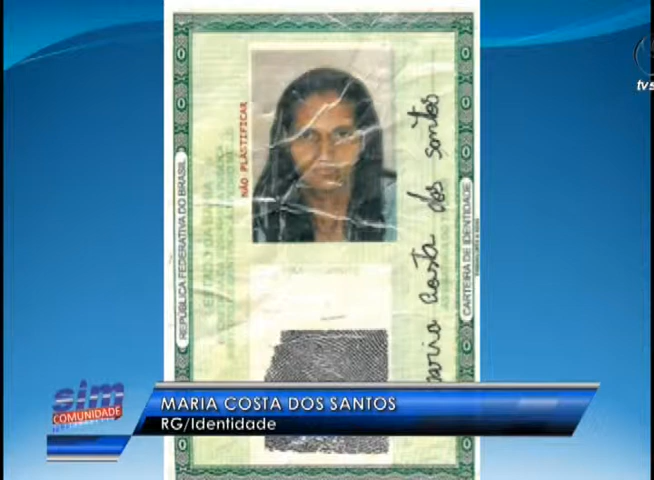 REPÚBLICA FEDERATIVA DO BRASIL
NÃO PLASTIFICAR
Maria Costa dos Santos
CARTEIRA DE IDENTIDADE
tvs
sim
COMUNIDADE
MARIA COSTA DOS SANTOS
RG/Identidade